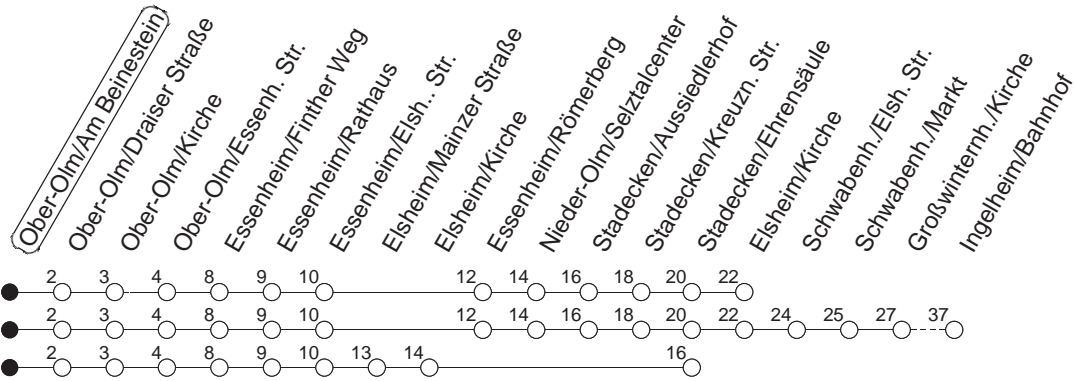 Ober-Olm/Am Beinestein
Ober-Olm/Draiser Straße
Ober-Olm/Kirche
Ober-Olm/Essenh. Str.
Essenheim/Finther Weg
Essenheim/Rathaus
Essenheim/Elsh.. Str.
Elsheim/Mainzer Straße
Elsheim/Kirche
Essenheim/Römerberg
Nieder-Olm/Selztalcenter
Stadecken/Aussiedlerhof
Stadecken/Kreuzn. Str.
Stadecken/Ehrensäule
Elsheim/Kirche
Schwabenh./Elsh. Str.
Schwabenh./Markt
Großwinternh./Kirche
Ingelheim/Bahnhof
2 3 4 8 9 10 12 14 16 18 20 22
2 3 4 8 9 10 12 14 16 18 20 22 24 25 27 37
2 3 4 8 9 10 13 14 16